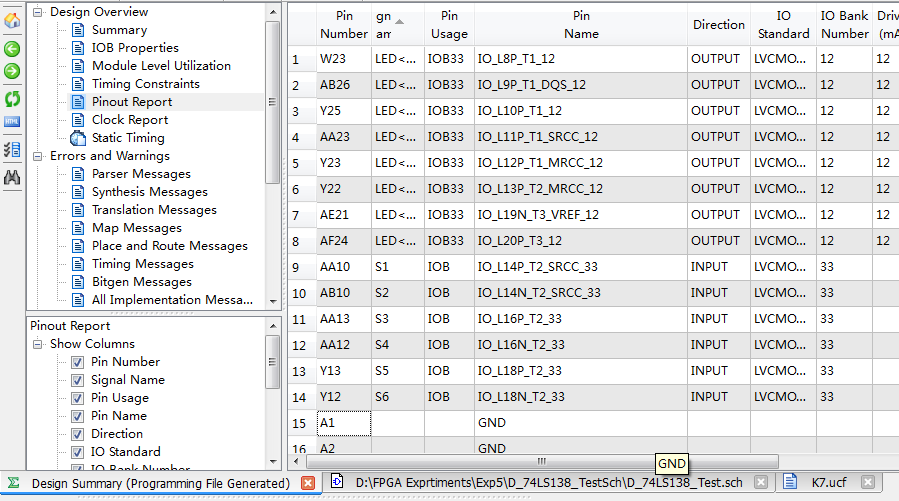 Design Overview
Summary
IOB Properties
Module Level Utilization
Timing Constraints
Pinout Report
Clock Report
Static Timing
Errors and Warnings
Parser Messages
Synthesis Messages
Translation Messages
Map Messages
Place and Route Messages
Timing Messages
Bitgen Messages
All Implementation Messa...
Pinout Report
Show Columns
Pin Number
Signal Name
Pin Usage
Pin Name
Direction
IO Standard
IO Bank Number
Pin Number gn am Pin Usage Pin Name Direction IO Standard IO Bank Number Driv (mA
1 W23 LED<... IOB33 IO_L8P_T1_12 OUTPUT LVCMO... 12 12
2 AB26 LED<... IOB33 IO_L9P_T1_DQS_12 OUTPUT LVCMO... 12 12
3 Y25 LED<... IOB33 IO_L10P_T1_12 OUTPUT LVCMO... 12 12
4 AA23 LED<... IOB33 IO_L11P_T1_SRCC_12 OUTPUT LVCMO... 12 12
5 Y23 LED<... IOB33 IO_L12P_T1_MRCC_12 OUTPUT LVCMO... 12 12
6 Y22 LED<... IOB33 IO_L13P_T2_MRCC_12 OUTPUT LVCMO... 12 12
7 AE21 LED<... IOB33 IO_L19N_T3_VREF_12 OUTPUT LVCMO... 12 12
8 AF24 LED<... IOB33 IO_L20P_T3_12 OUTPUT LVCMO... 12 12
9 AA10 S1 IOB IO_L14P_T2_SRCC_33 INPUT LVCMO... 33
10 AB10 S2 IOB IO_L14N_T2_SRCC_33 INPUT LVCMO... 33
11 AA13 S3 IOB IO_L16P_T2_33 INPUT LVCMO... 33
12 AA12 S4 IOB IO_L16N_T2_33 INPUT LVCMO... 33
13 Y13 S5 IOB IO_L18P_T2_33 INPUT LVCMO... 33
14 Y12 S6 IOB IO_L18N_T2_33 INPUT LVCMO... 33
15 A1 GND
16 A2 GND
GND
Design Summary (Programming File Generated) D:\FPGA Exprtiments\Exp5\D_74LS138_TestSch\D_74LS138_Test.sch K7.ucf